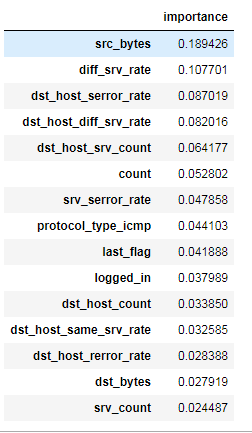 importance
src_bytes 0.189426
diff_srv_rate 0.107701
dst_host_serror_rate 0.087019
dst_host_diff_srv_rate 0.082016
dst_host_srv_count 0.064177
count 0.052802
srv_serror_rate 0.047858
protocol_type_icmp 0.044103
last_flag 0.041888
logged_in 0.037989
dst_host_count 0.033850
dst_host_same_srv_rate 0.032585
dst_host_rerror_rate 0.028388
dst_bytes 0.027919
srv_count 0.024487